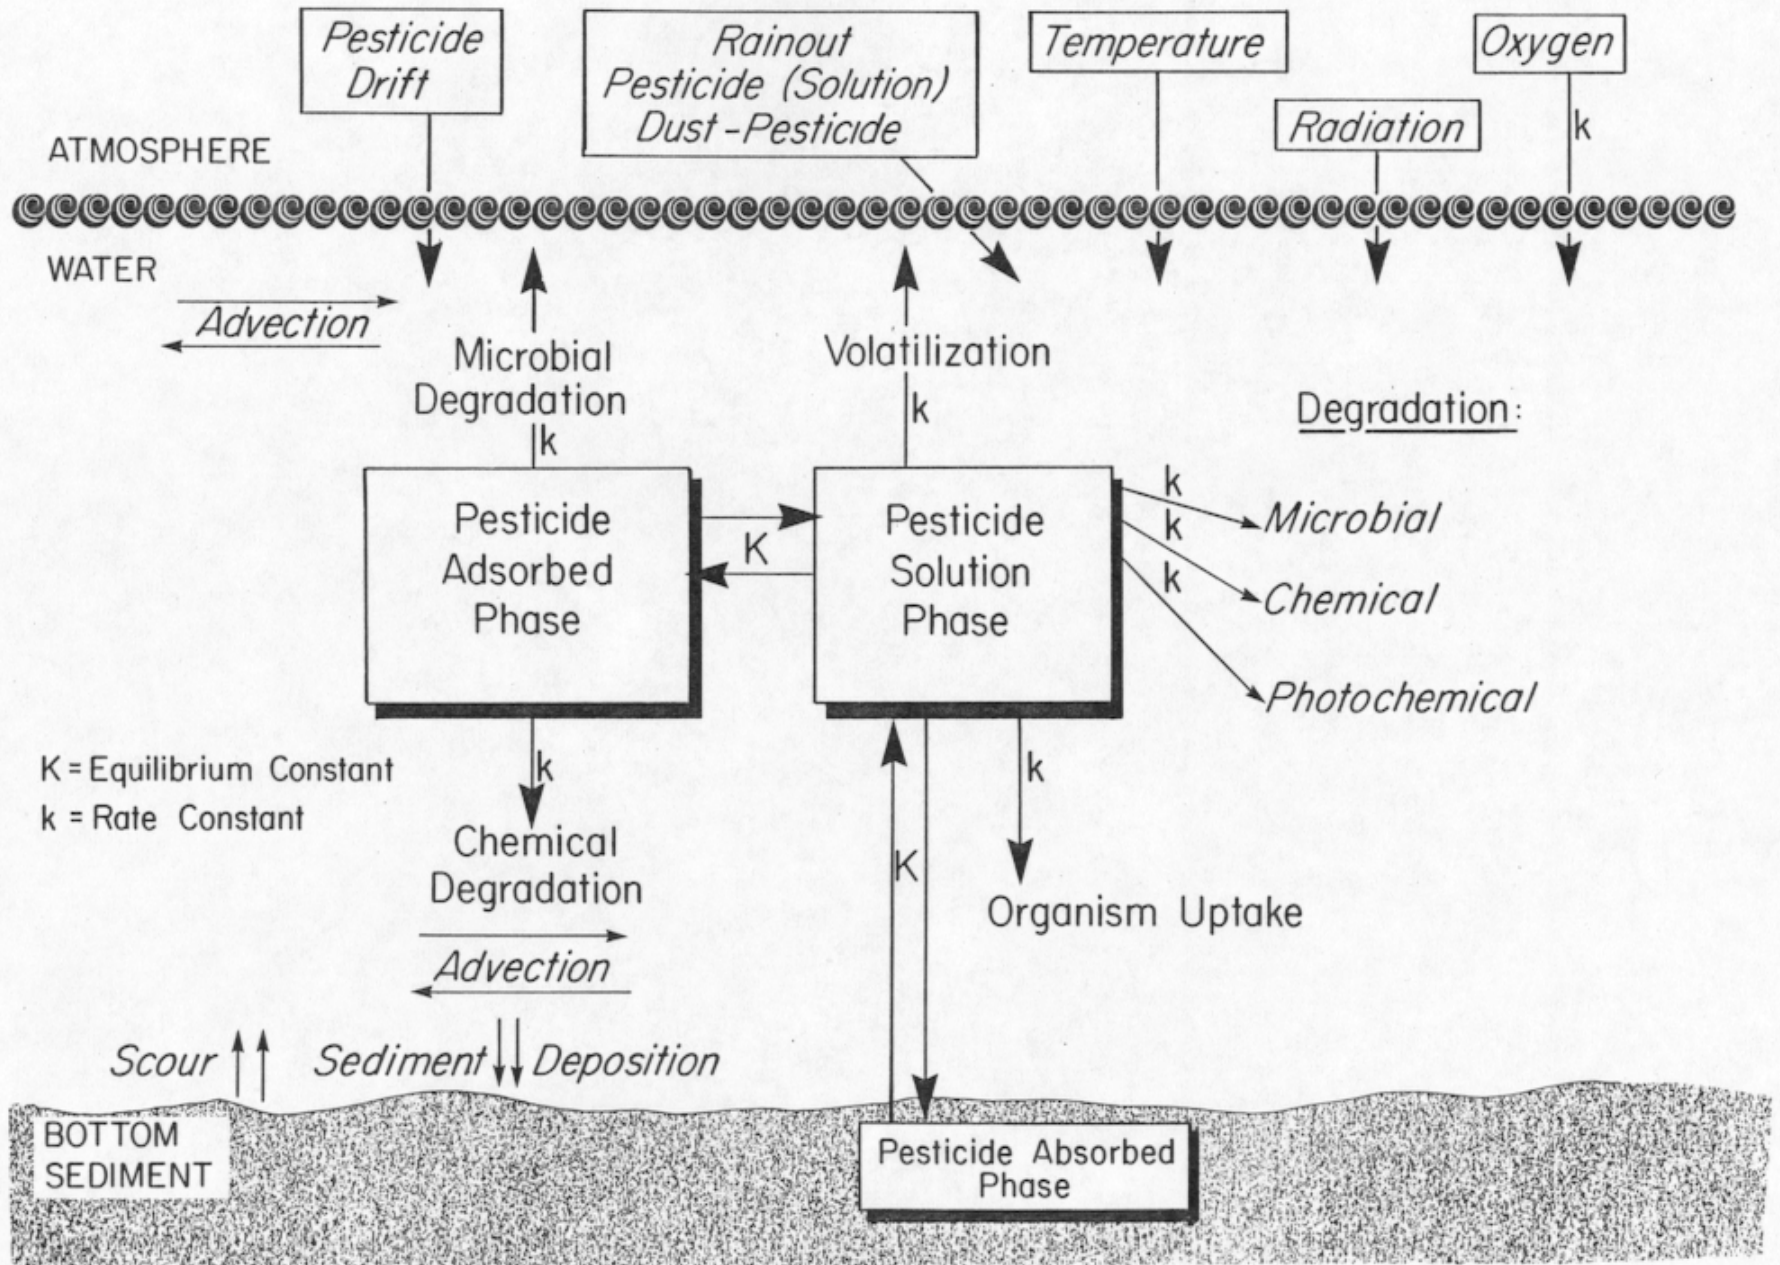 Pesticide
Drift
Rainout
Pesticide (Solution)
Dust-Pesticide
Temperature
Oxygen
Radiation
k
ATMOSPHERE
WATER
Advection
Microbial
Degradation
k
Volatilization
k
Degradation:
Pesticide
Adsorbed
Phase
K
Pesticide
Solution
Phase
k
Microbial
k
Chemical
k
Photochemical
K = Equilibrium Constant
k = Rate Constant
k
Chemical
Degradation
K
k
Organism Uptake
Advection
Scour
Sediment
Deposition
BOTTOM
SEDIMENT
Pesticide Absorbed
Phase